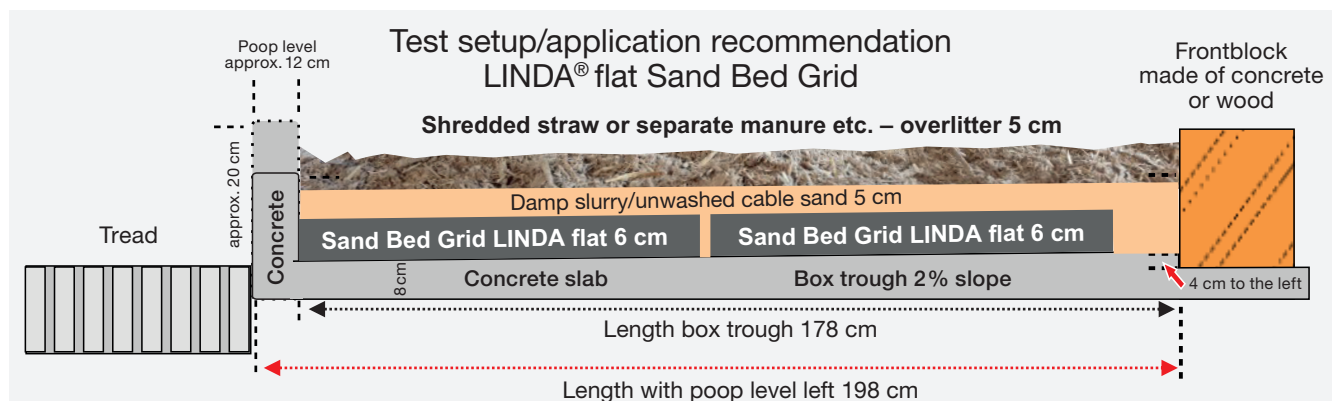 Test setup/application recommendation
LINDA® flat Sand Bed Grid
Poop level
approx. 12 cm
Frontblock
made of concrete
or wood
Shredded straw or separate manure etc. – overlitter 5 cm
approx. 20 cm
Damp slurry/unwashed cable sand 5 cm
Tread
Concrete
Sand Bed Grid LINDA flat 6 cm
Sand Bed Grid LINDA flat 6 cm
8cm
Concrete slab
Box trough 2% slope
4 cm to the left
Length box trough 178 cm
Length with poop level left 198 cm